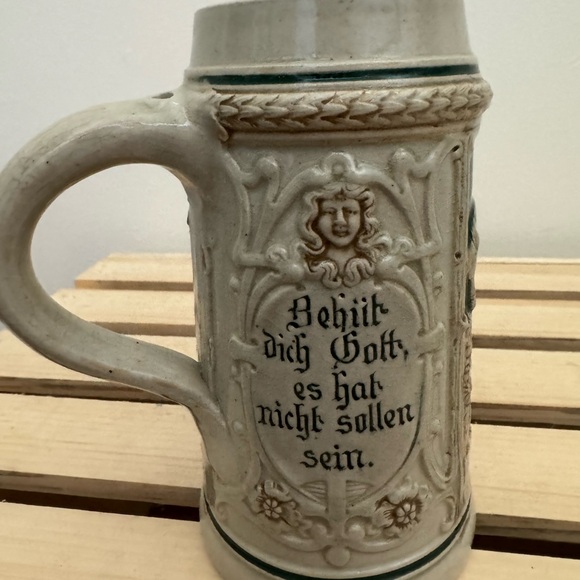 Behüt
dich Gott,
es hat
nicht sollen
sein.